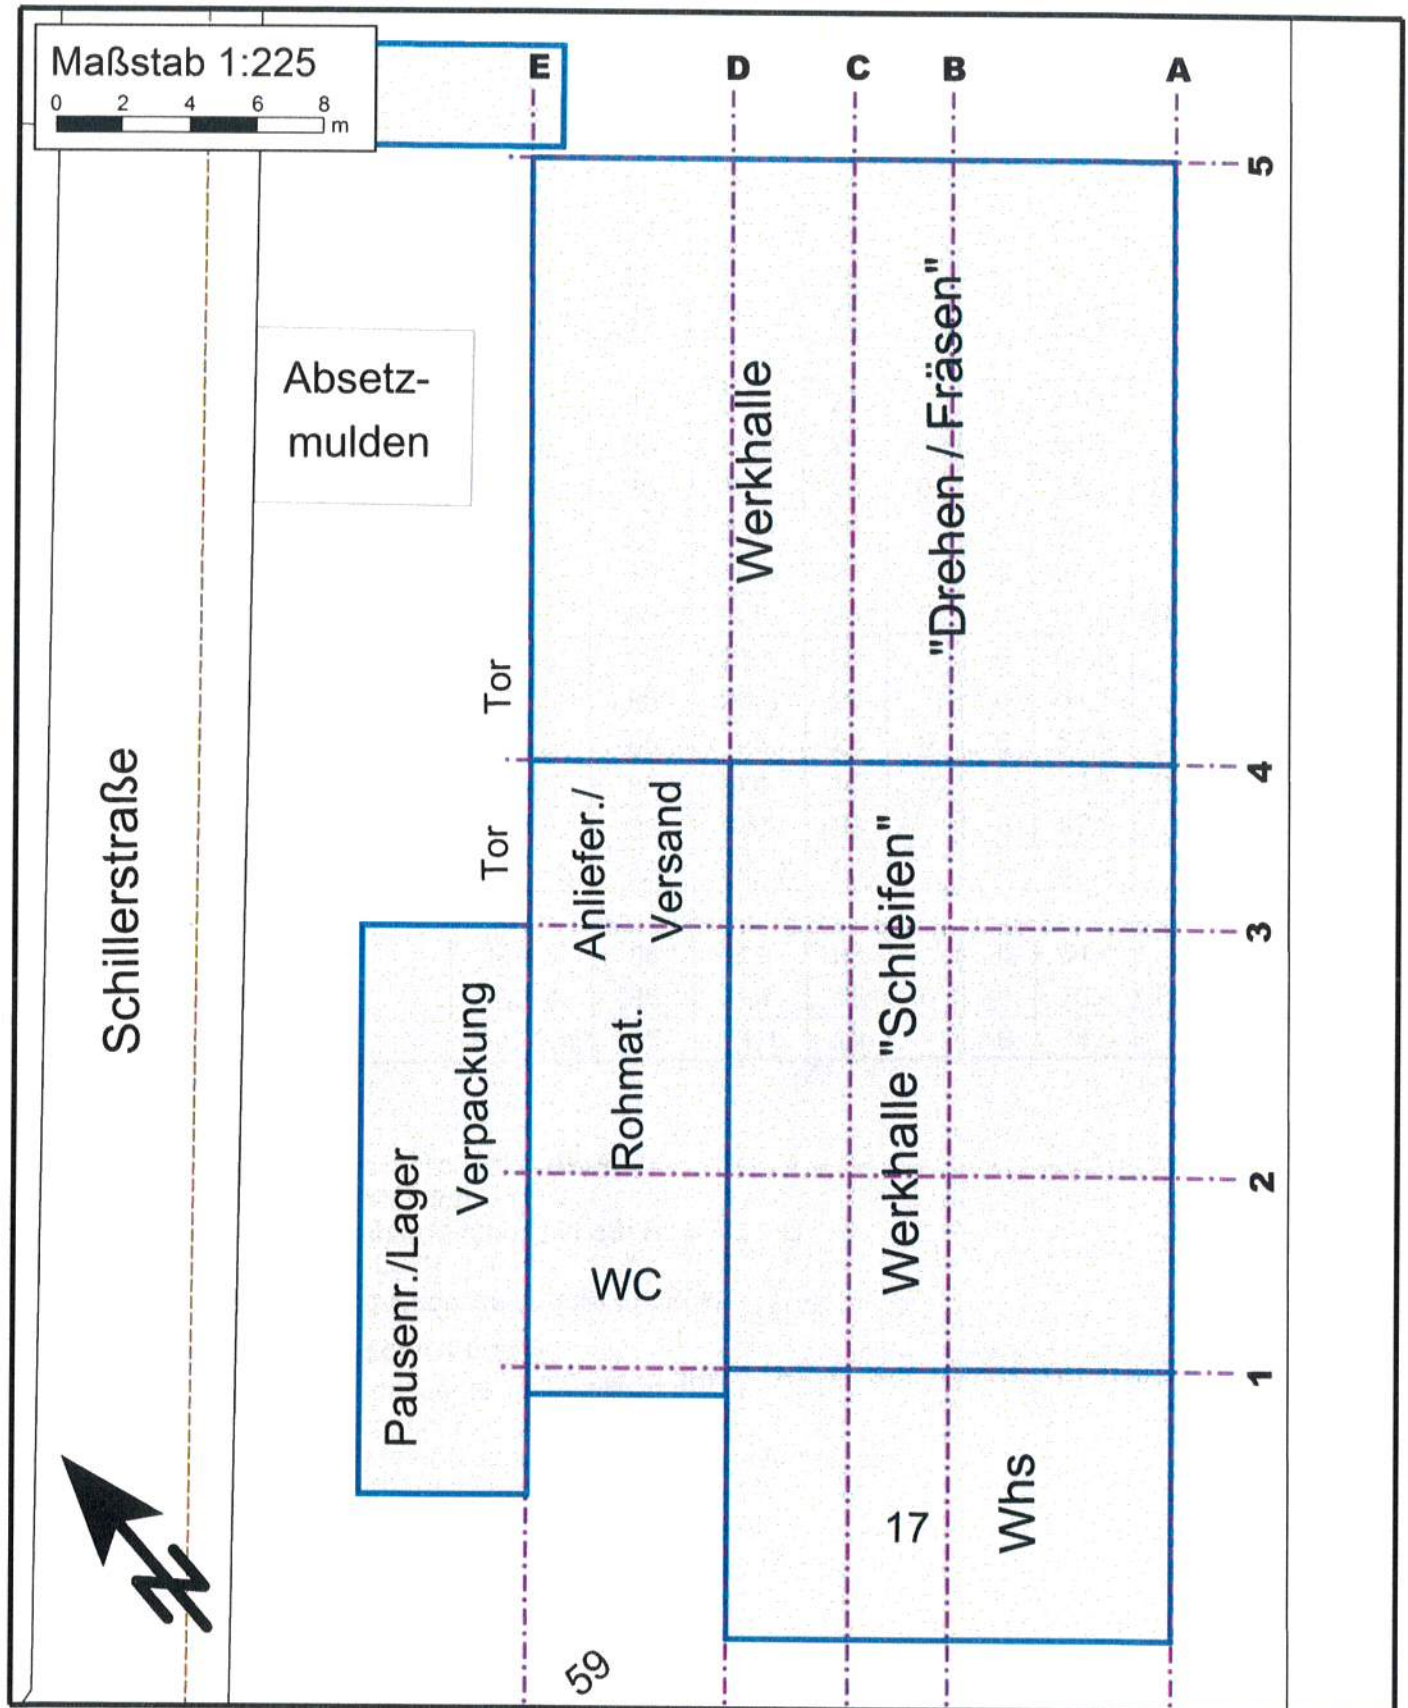 Maßstab 1:225
0 2 4 6 8 m
E D C B A
5
Absetz-
mulden
Werkhalle
"Drehen / Fräsen"
Tor
4
Schillerstraße
Tor
Anliefer./
Versand
3
Werkhalle "Schleifen"
Pausenr./Lager
Verpackung
Rohmat.
2
WC
1
17
Whs
N
59